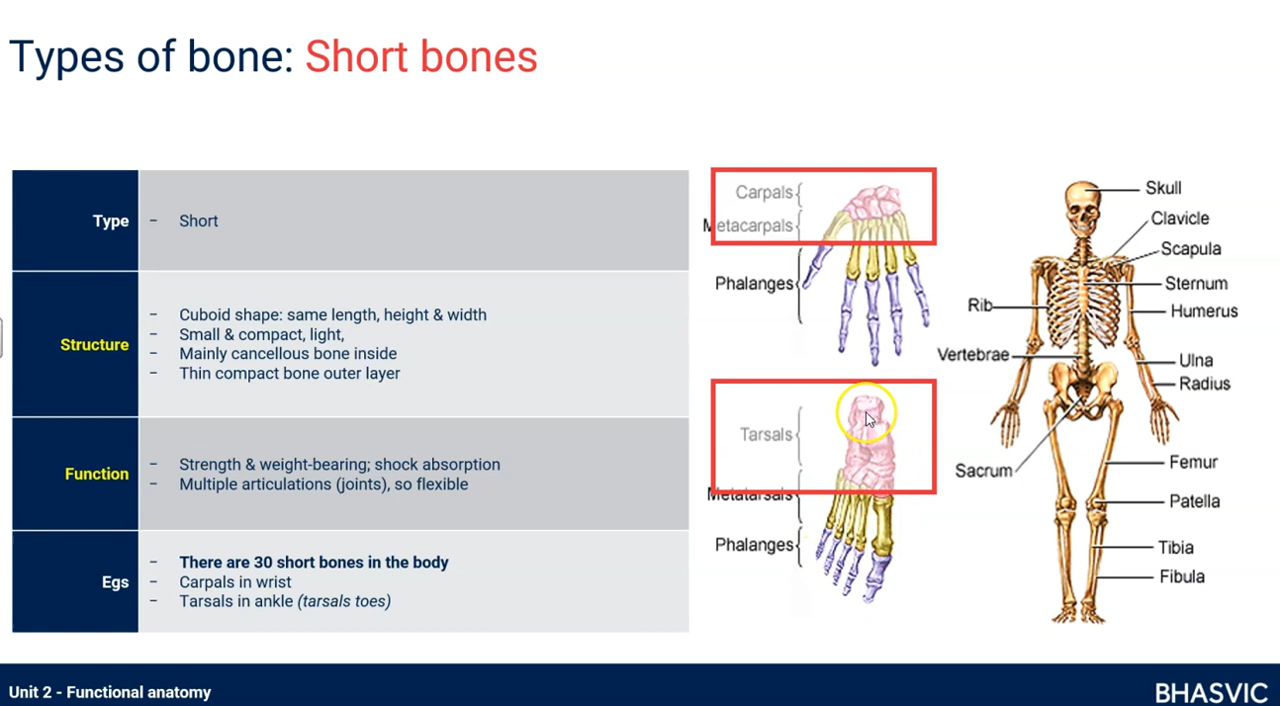 Types of bone: Short bones
Type
- Short
Structure
- Cuboid shape: same length, height & width
- Small & compact, light,
- Mainly cancellous bone inside
- Thin compact bone outer layer
Function
- Strength & weight-bearing; shock absorption
- Multiple articulations (joints), so flexible
Egs
- There are 30 short bones in the body
- Carpals in wrist
- Tarsals in ankle (tarsals toes)
Carpals
Metacarpals
Phalanges
Tarsals
Metatarsals
Phalanges
Skull
Clavicle
Scapula
Sternum
Rib
Humerus
Vertebrae
Ulna
Radius
Sacrum
Femur
Patella
Tibia
Fibula
Unit 2 - Functional anatomy
BHASVIC